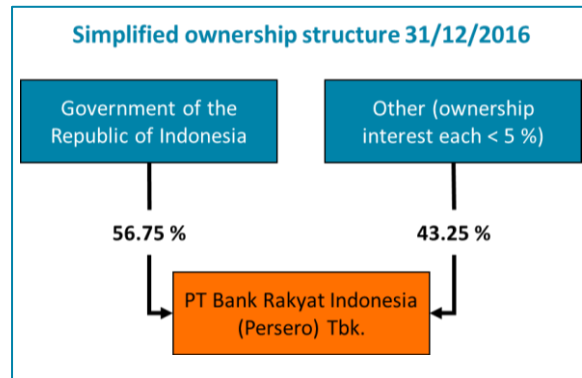 Simplified ownership structure 31/12/2016
Government of the
Republic of Indonesia
Other (ownership
interest each < 5 %)
56.75 %
43.25 %
PT Bank Rakyat Indonesia
(Persero) Tbk.